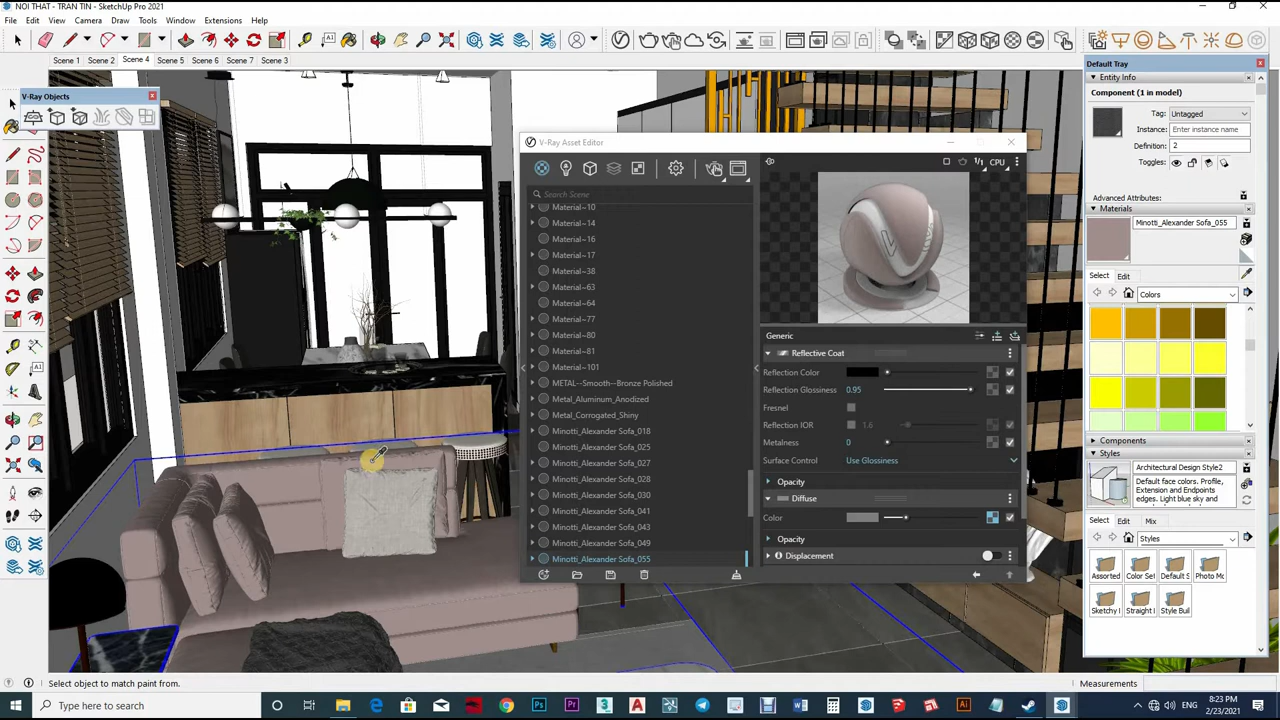 NOI THAT - TRAN TIN - SketchUp Pro 2021
File Edit View Camera Draw Tools Window Extensions Help
Scene 1 Scene 2 Scene 4 Scene 5 Scene 6 Scene 7 Scene 3
V-Ray Objects
V-Ray Asset Editor
Search Scene
Material~10
Material~14
Material~16
Material~17
Material~38
Material~63
Material~64
Material~77
Material~80
Material~81
Material~101
METAL--Smooth--Bronze Polished
Metal_Aluminum_Anodized
Metal_Corrogated_Shiny
Minotti_Alexander Sofa_018
Minotti_Alexander Sofa_025
Minotti_Alexander Sofa_027
Minotti_Alexander Sofa_028
Minotti_Alexander Sofa_030
Minotti_Alexander Sofa_041
Minotti_Alexander Sofa_043
Minotti_Alexander Sofa_049
Minotti_Alexander Sofa_055
1/1 CPU
Generic
Reflective Coat
Reflection Color
Reflection Glossiness 0.95
Fresnel
Reflection IOR 1.6
Metalness 0
Surface Control Use Glossiness
Opacity
Diffuse
Color
Opacity
Displacement
Default Tray
Entity Info
Component (1 in model)
Tag: Untagged
Instance: Enter instance name
Definition: 2
Toggles:
Advanced Attributes:
Materials
Minotti_Alexander Sofa_055
Select Edit
Colors
Components
Styles
Architectural Design Style2
Default face colors. Profile, Extension and Endpoints edges. Light blue sky and
Select Edit Mix
Styles
Assorted Color Set Default S Photo Mo
Sketchy I Straight I Style Buil
Select object to match paint from.
Measurements
Type here to search
8:23 PM
2/23/2021